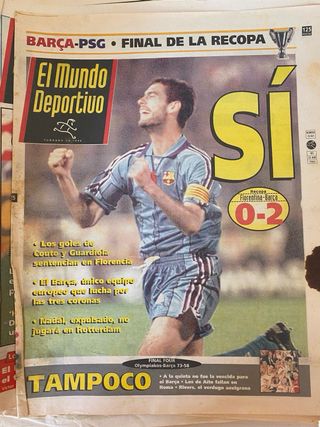 BARÇA-PSG • FINAL DE LA RECOPA
125
El Mundo
Deportivo
SÍ
Recopa
Fiorentina-Barça
0-2
• Los goles de
Couto y Guardiola
sentencian en Florencia
• El Barça, único equipo
europeo que lucha por
las tres coronas
• Nadal, expulsado, no
jugará en Rotterdam
FINAL FOUR
Olympiakos-Barça 73-58
TAMPOCO
• A la quinta no fue la vencida para
el Barça • Los de Aíto fallan en
Roma • Rivers, el verdugo azulgrana